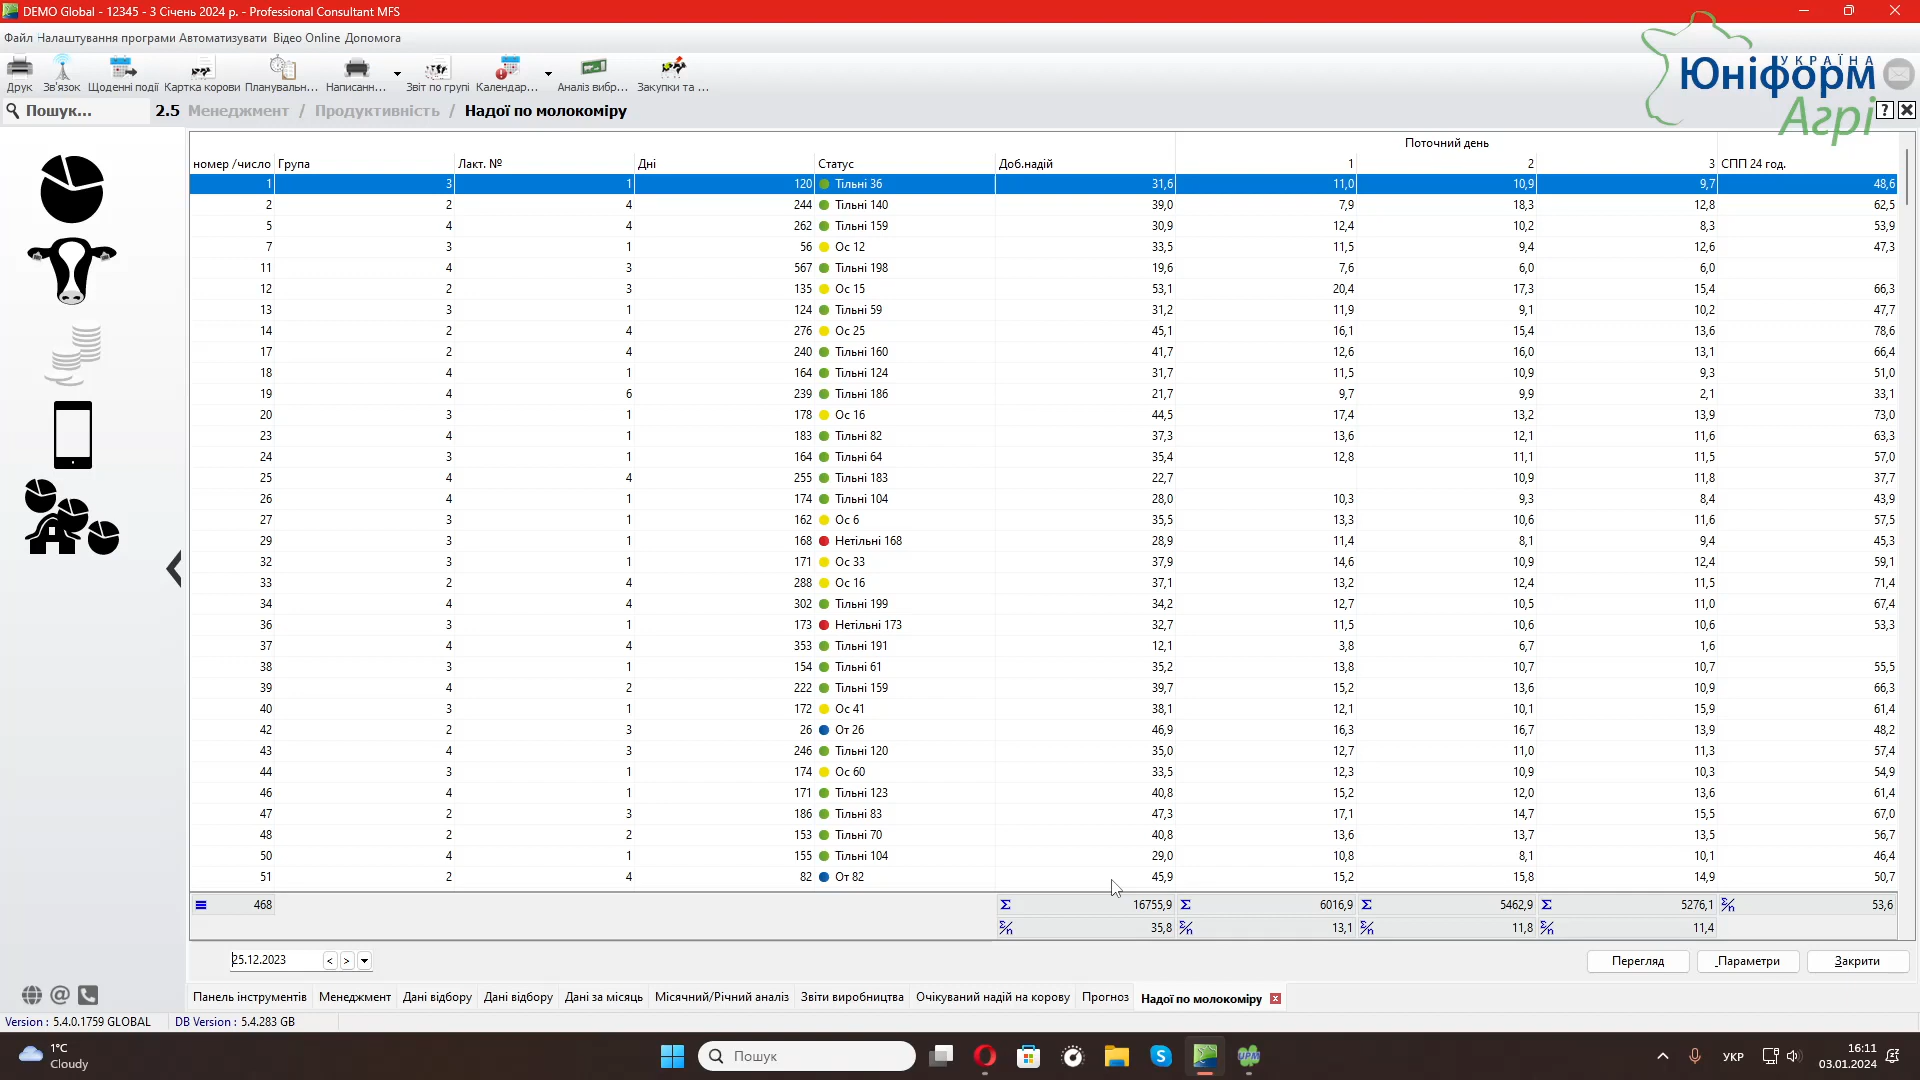 DEMO Global - 12345 - 3 Січень 2024 р. - Professional Consultant MFS
Файл Налаштування програми Автоматизувати Відео Online Допомога
Друк Зв'язок Щоденні події Картка корови Планувальн... Написанн... Звіт по групі Календар... Аналіз вибр... Закупки та ...
УКРАЇНА
Юніформ
Агрі
Пошук... 2.5 Менеджмент / Продуктивність / Надої по молокоміру
Поточний день
номер /число Група Лакт. № Дні Статус Доб.надій 1 2 3 СПП 24 год.
1 3 1 120 Тільні 36 31,6 11,0 10,9 9,7 48,6
2 2 4 244 Тільні 140 39,0 7,9 18,3 12,8 62,5
5 4 4 262 Тільні 159 30,9 12,4 10,2 8,3 53,9
7 3 1 56 Ос 12 33,5 11,5 9,4 12,6 47,3
11 4 3 567 Тільні 198 19,6 7,6 6,0 6,0
12 2 3 135 Ос 15 53,1 20,4 17,3 15,4 66,3
13 3 1 124 Тільні 59 31,2 11,9 9,1 10,2 47,7
14 2 4 276 Ос 25 45,1 16,1 15,4 13,6 78,6
17 2 4 240 Тільні 160 41,7 12,6 16,0 13,1 66,4
18 4 1 164 Тільні 124 31,7 11,5 10,9 9,3 51,0
19 4 6 239 Тільні 186 21,7 9,7 9,9 2,1 33,1
20 3 1 178 Ос 16 44,5 17,4 13,2 13,9 73,0
23 4 1 183 Тільні 82 37,3 13,6 12,1 11,6 63,3
24 3 1 164 Тільні 64 35,4 12,8 11,1 11,5 57,0
25 4 4 255 Тільні 183 22,7 10,9 11,8 37,7
26 4 1 174 Тільні 104 28,0 10,3 9,3 8,4 43,9
27 3 1 162 Ос 6 35,5 13,3 10,6 11,6 57,5
29 3 1 168 Нетільні 168 28,9 11,4 8,1 9,4 45,3
32 3 1 171 Ос 33 37,9 14,6 10,9 12,4 59,1
33 2 4 288 Ос 16 37,1 13,2 12,4 11,5 71,4
34 4 4 302 Тільні 199 34,2 12,7 10,5 11,0 67,4
36 3 1 173 Нетільні 173 32,7 11,5 10,6 10,6 53,3
37 4 4 353 Тільні 191 12,1 3,8 6,7 1,6
38 3 1 154 Тільні 61 35,2 13,8 10,7 10,7 55,5
39 4 2 222 Тільні 159 39,7 15,2 13,6 10,9 66,3
40 3 1 172 Ос 41 38,1 12,1 10,1 15,9 61,4
42 2 3 26 От 26 46,9 16,3 16,7 13,9 48,2
43 4 3 246 Тільні 120 35,0 12,7 11,0 11,3 57,4
44 3 1 174 Ос 60 33,5 12,3 10,9 10,3 54,9
46 4 1 171 Тільні 123 40,8 15,2 12,0 13,6 61,4
47 2 3 186 Тільні 83 47,3 17,1 14,7 15,5 67,0
48 2 2 153 Тільні 70 40,8 13,6 13,7 13,5 56,7
50 4 1 155 Тільні 104 29,0 10,8 8,1 10,1 46,4
51 2 4 82 От 82 45,9 15,2 15,8 14,9 50,7
468 Σ 16755,9 Σ 6016,9 Σ 5462,9 Σ 5276,1 Σ/n 53,6
Σ/n 35,8 Σ/n 13,1 Σ/n 11,8 Σ/n 11,4
25.12.2023 < > Перегляд Параметри Закрити
Панель інструментів Менеджмент Дані відбору Дані відбору Дані за місяць Місячний/Річний аналіз Звіти виробництва Очікуваний надій на корову Прогноз Надої по молокоміру
Version : 5.4.0.1759 GLOBAL DB Version : 5.4.283 GB
1°C
Cloudy
Пошук
УКР
16:11
03.01.2024